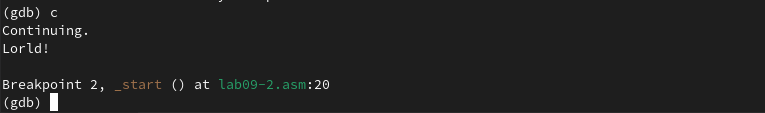 (gdb) c
Continuing.
Lorld!
Breakpoint 2, _start () at lab09-2.asm:20
(gdb)